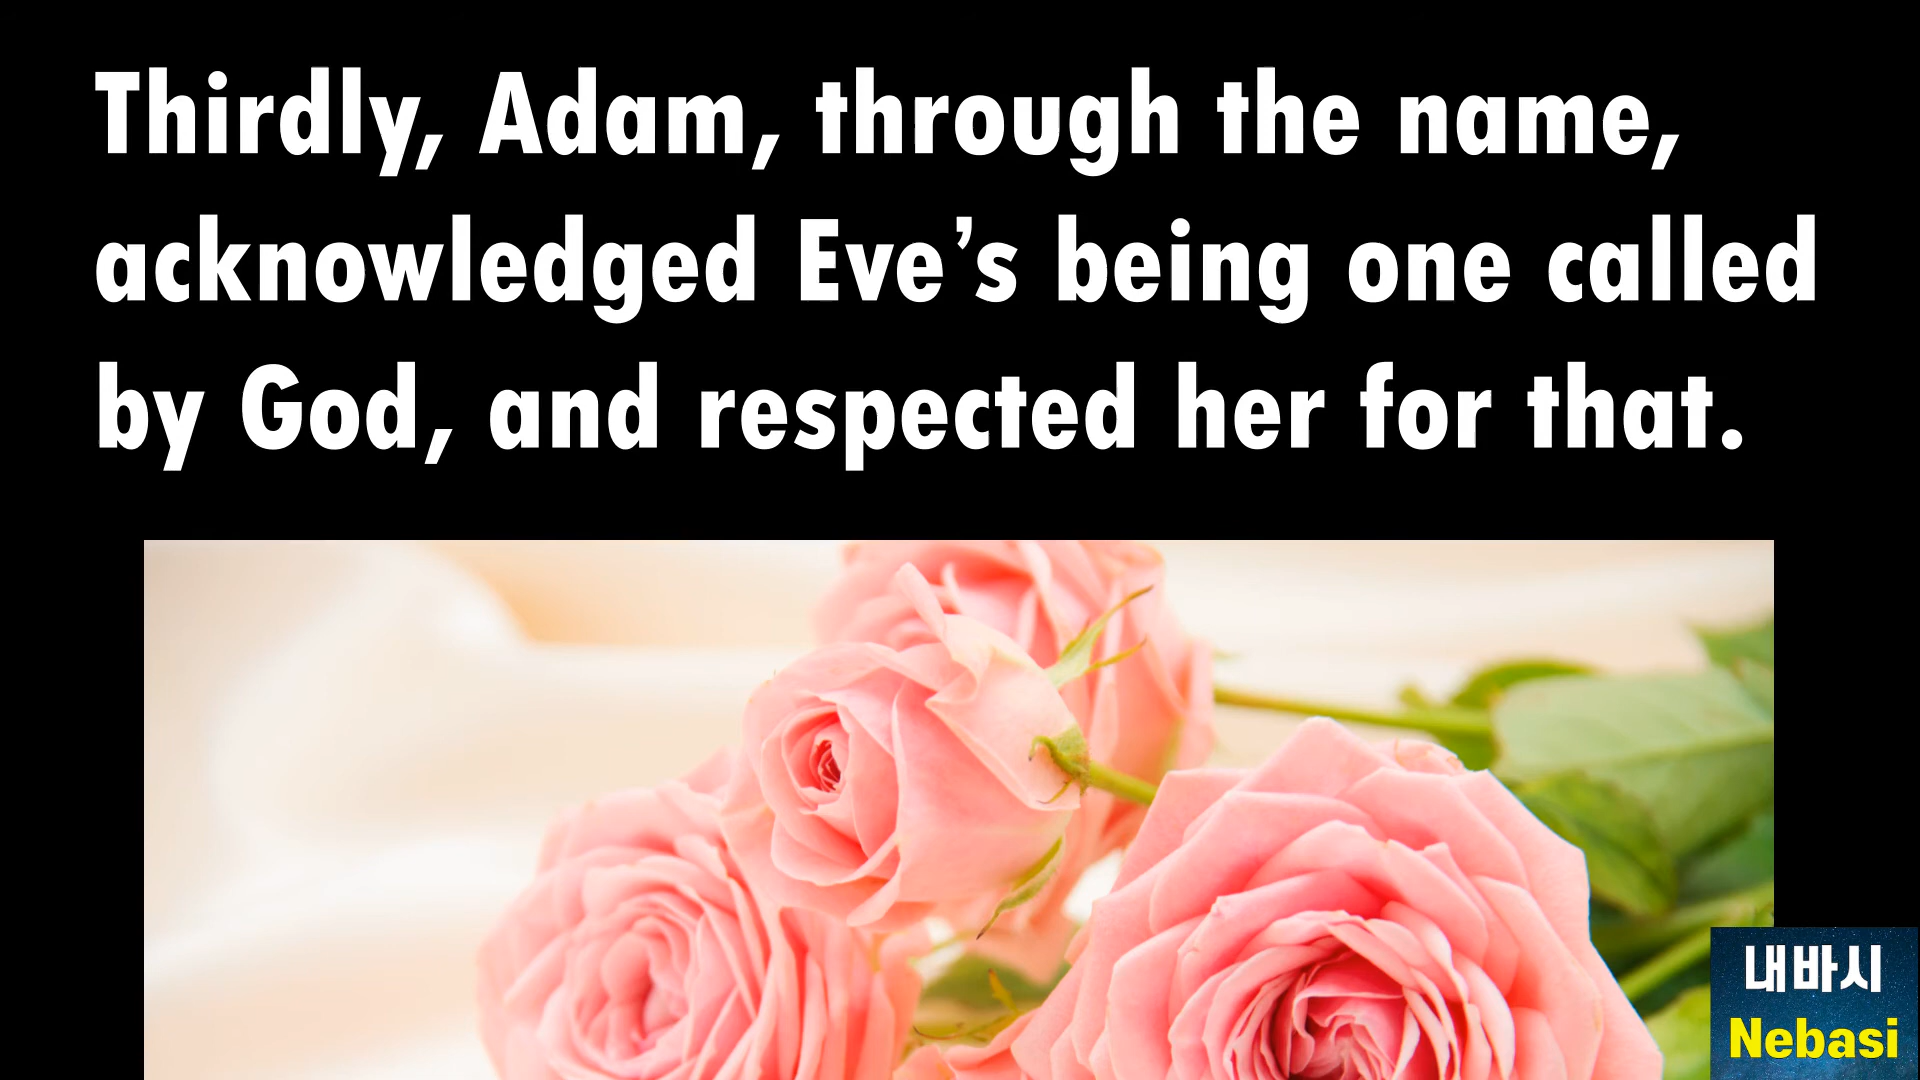 Thirdly, Adam, through the name,
acknowledged Eve’s being one called
by God, and respected her for that.
내바시
Nebasi